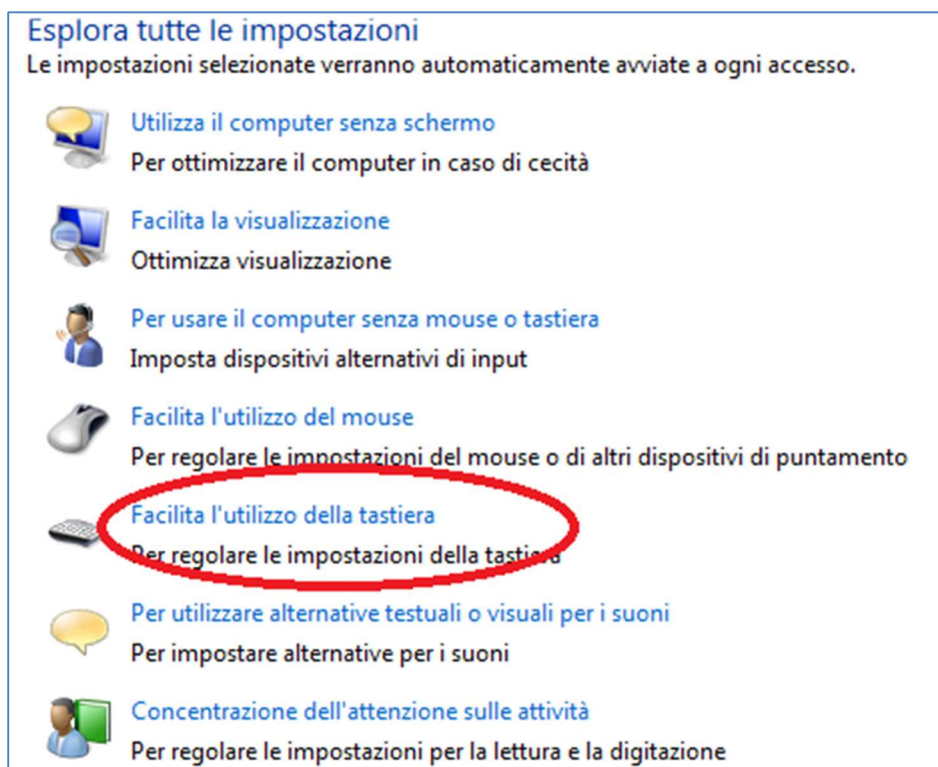 Esplora tutte le impostazioni
Le impostazioni selezionate verranno automaticamente avviate a ogni accesso.
Utilizza il computer senza schermo
Per ottimizzare il computer in caso di cecità
Facilita la visualizzazione
Ottimizza visualizzazione
Per usare il computer senza mouse o tastiera
Imposta dispositivi alternativi di input
Facilita l'utilizzo del mouse
Per regolare le impostazioni del mouse o di altri dispositivi di puntamento
Facilita l'utilizzo della tastiera
Per regolare le impostazioni della tastiera
Per utilizzare alternative testuali o visuali per i suoni
Per impostare alternative per i suoni
Concentrazione dell'attenzione sulle attività
Per regolare le impostazioni per la lettura e la digitazione